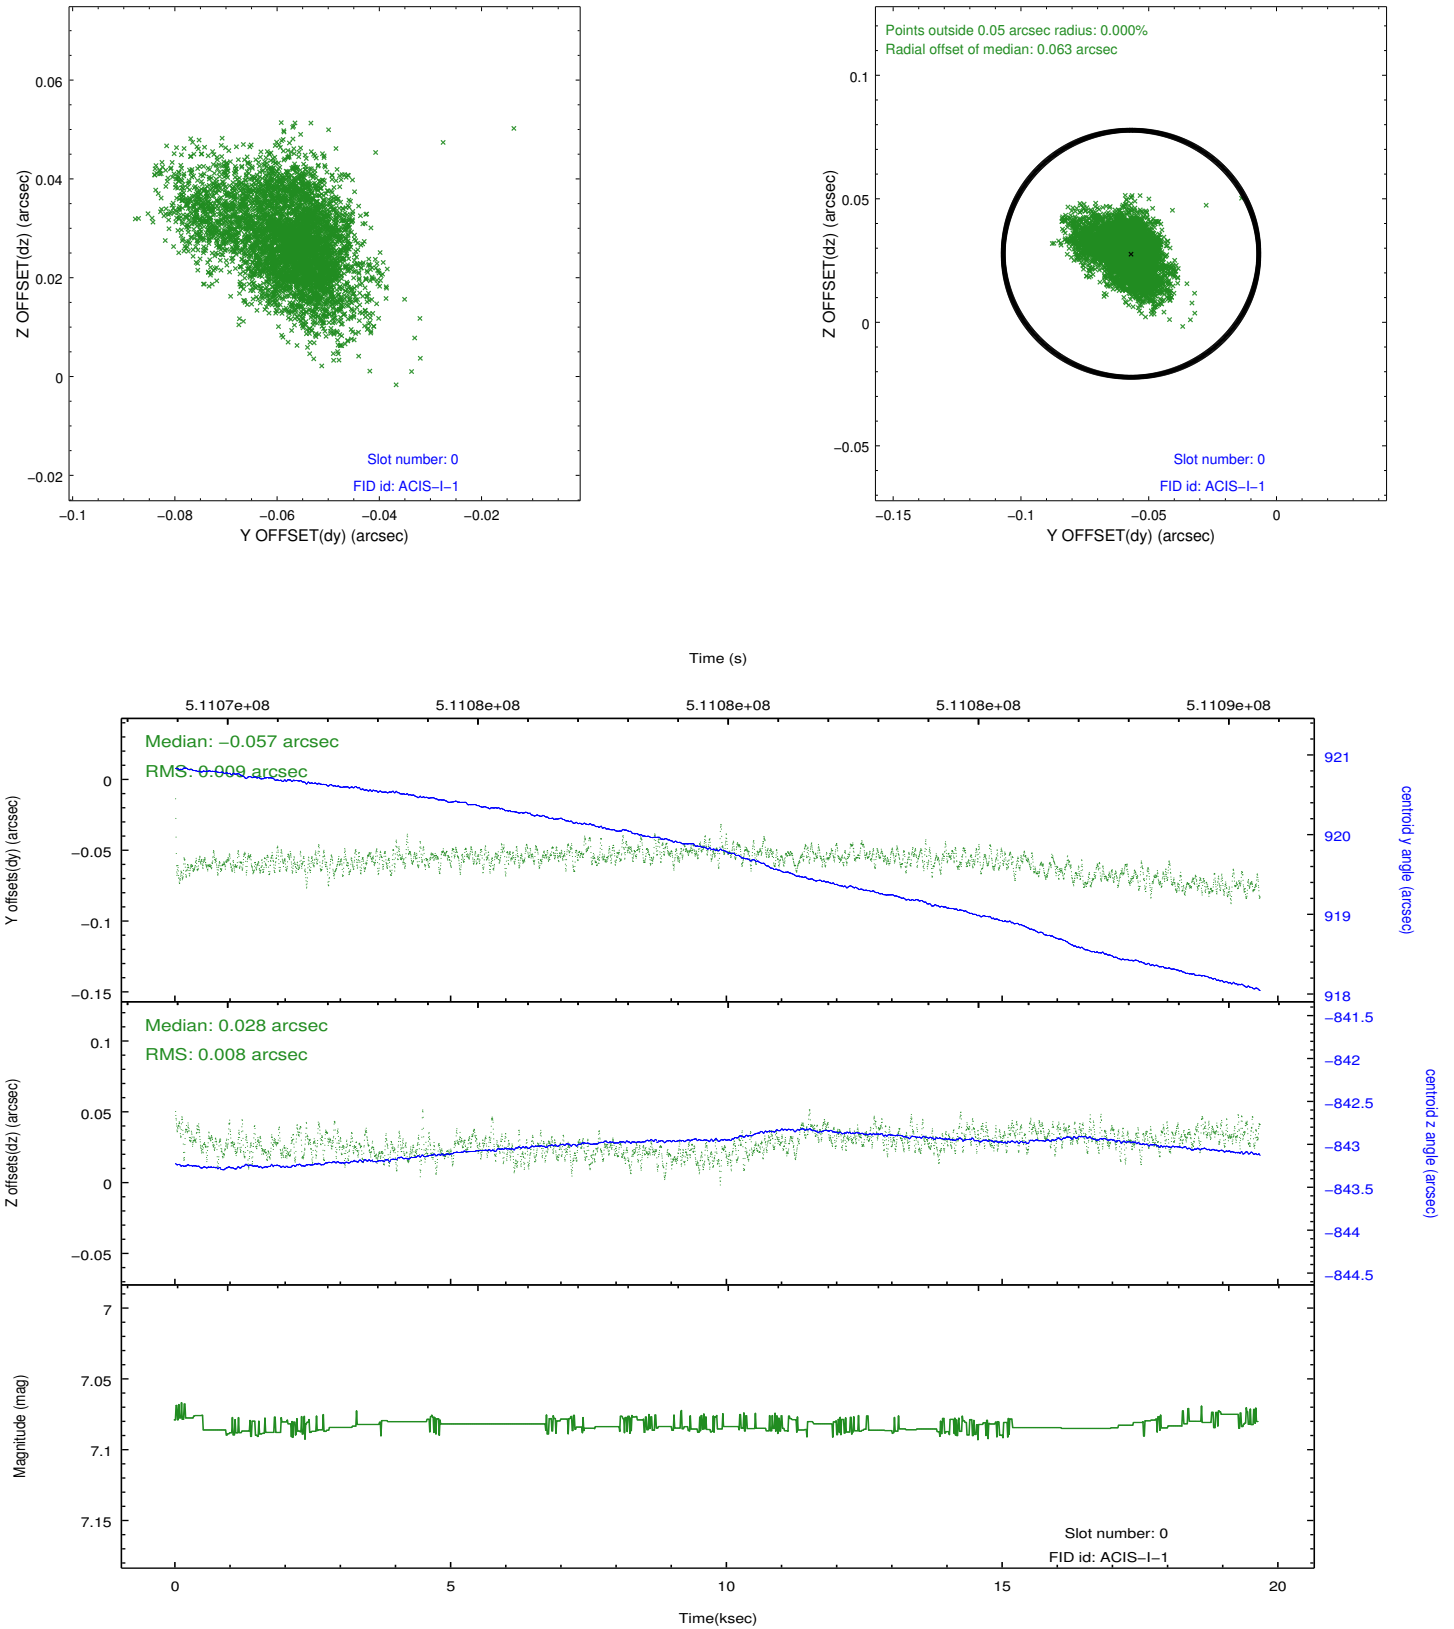 0.06
0.04
0.02
0
−0.02
Z OFFSET(dz) (arcsec)
Slot number: 0
FID id: ACIS−I−1
−0.1 −0.08 −0.06 −0.04 −0.02
Y OFFSET(dy) (arcsec)
Points outside 0.05 arcsec radius: 0.000%
Radial offset of median: 0.063 arcsec
0.1
0.05
0
−0.05
Z OFFSET(dz) (arcsec)
Slot number: 0
FID id: ACIS−I−1
−0.15 −0.1 −0.05 0
Y OFFSET(dy) (arcsec)
Time (s)
5.1107e+08 5.1108e+08 5.1108e+08 5.1108e+08 5.1109e+08
Median: −0.057 arcsec
RMS: 0.009 arcsec
0
−0.05
−0.1
−0.15
Y offsets(dy) (arcsec)
921
920
919
918
centroid y angle (arcsec)
Median: 0.028 arcsec
RMS: 0.008 arcsec
0.1
0.05
0
−0.05
Z offsets(dz) (arcsec)
−841.5
−842
−842.5
−843
−843.5
−844
−844.5
centroid z angle (arcsec)
7
7.05
7.1
7.15
Magnitude (mag)
Slot number: 0
FID id: ACIS−I−1
0 5 10 15 20
Time(ksec)